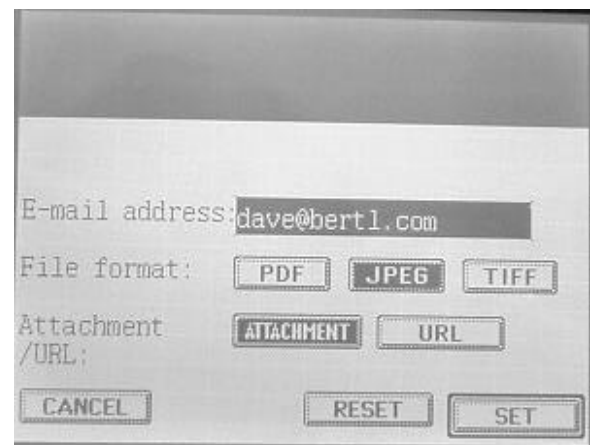 E-mail address: dave@bertl.com
File format: PDF JPEG TIFF
Attachment ATTACHMENT URL
/URL:
CANCEL RESET SET